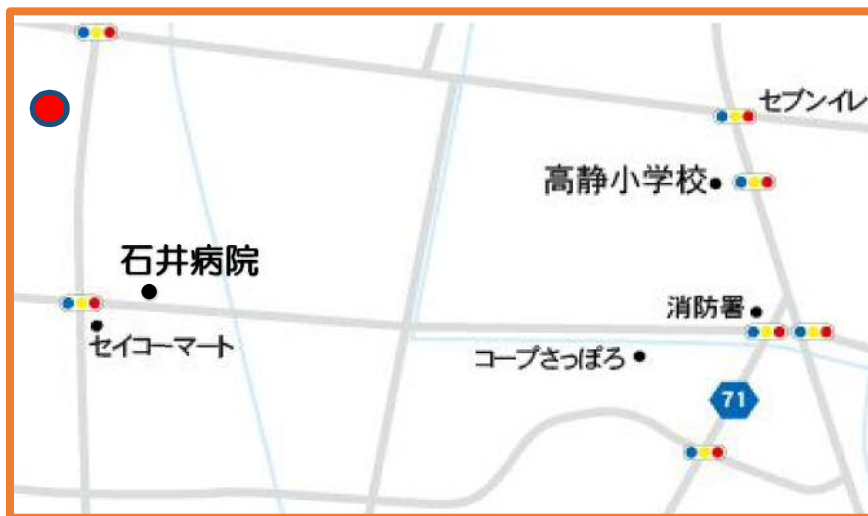 セブンイレ
高静小学校
石井病院
消防署
セイコーマート
コープさっぽろ
71